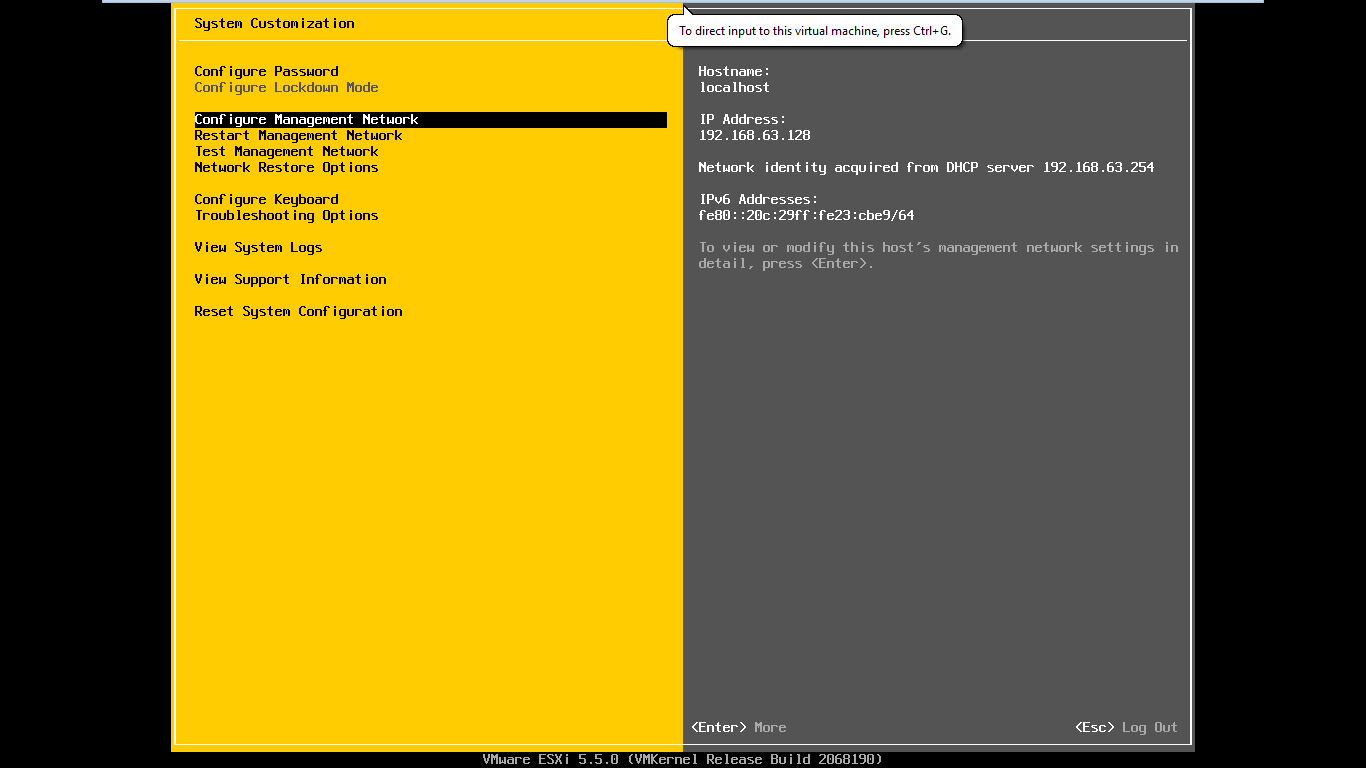 System Customization
To direct input to this virtual machine, press Ctrl+G.
Configure Password
Configure Lockdown Mode
Configure Management Network
Restart Management Network
Test Management Network
Network Restore Options
Configure Keyboard
Troubleshooting Options
View System Logs
View Support Information
Reset System Configuration
Hostname:
localhost
IP Address:
192.168.63.128
Network identity acquired from DHCP server 192.168.63.254
IPv6 Addresses:
fe80::20c:29ff:fe23:cbe9/64
To view or modify this host's management network settings in
detail, press <Enter>.
<Enter> More
<Esc> Log Out
VMware ESXi 5.5.0 (VMKernel Release Build 2068190)